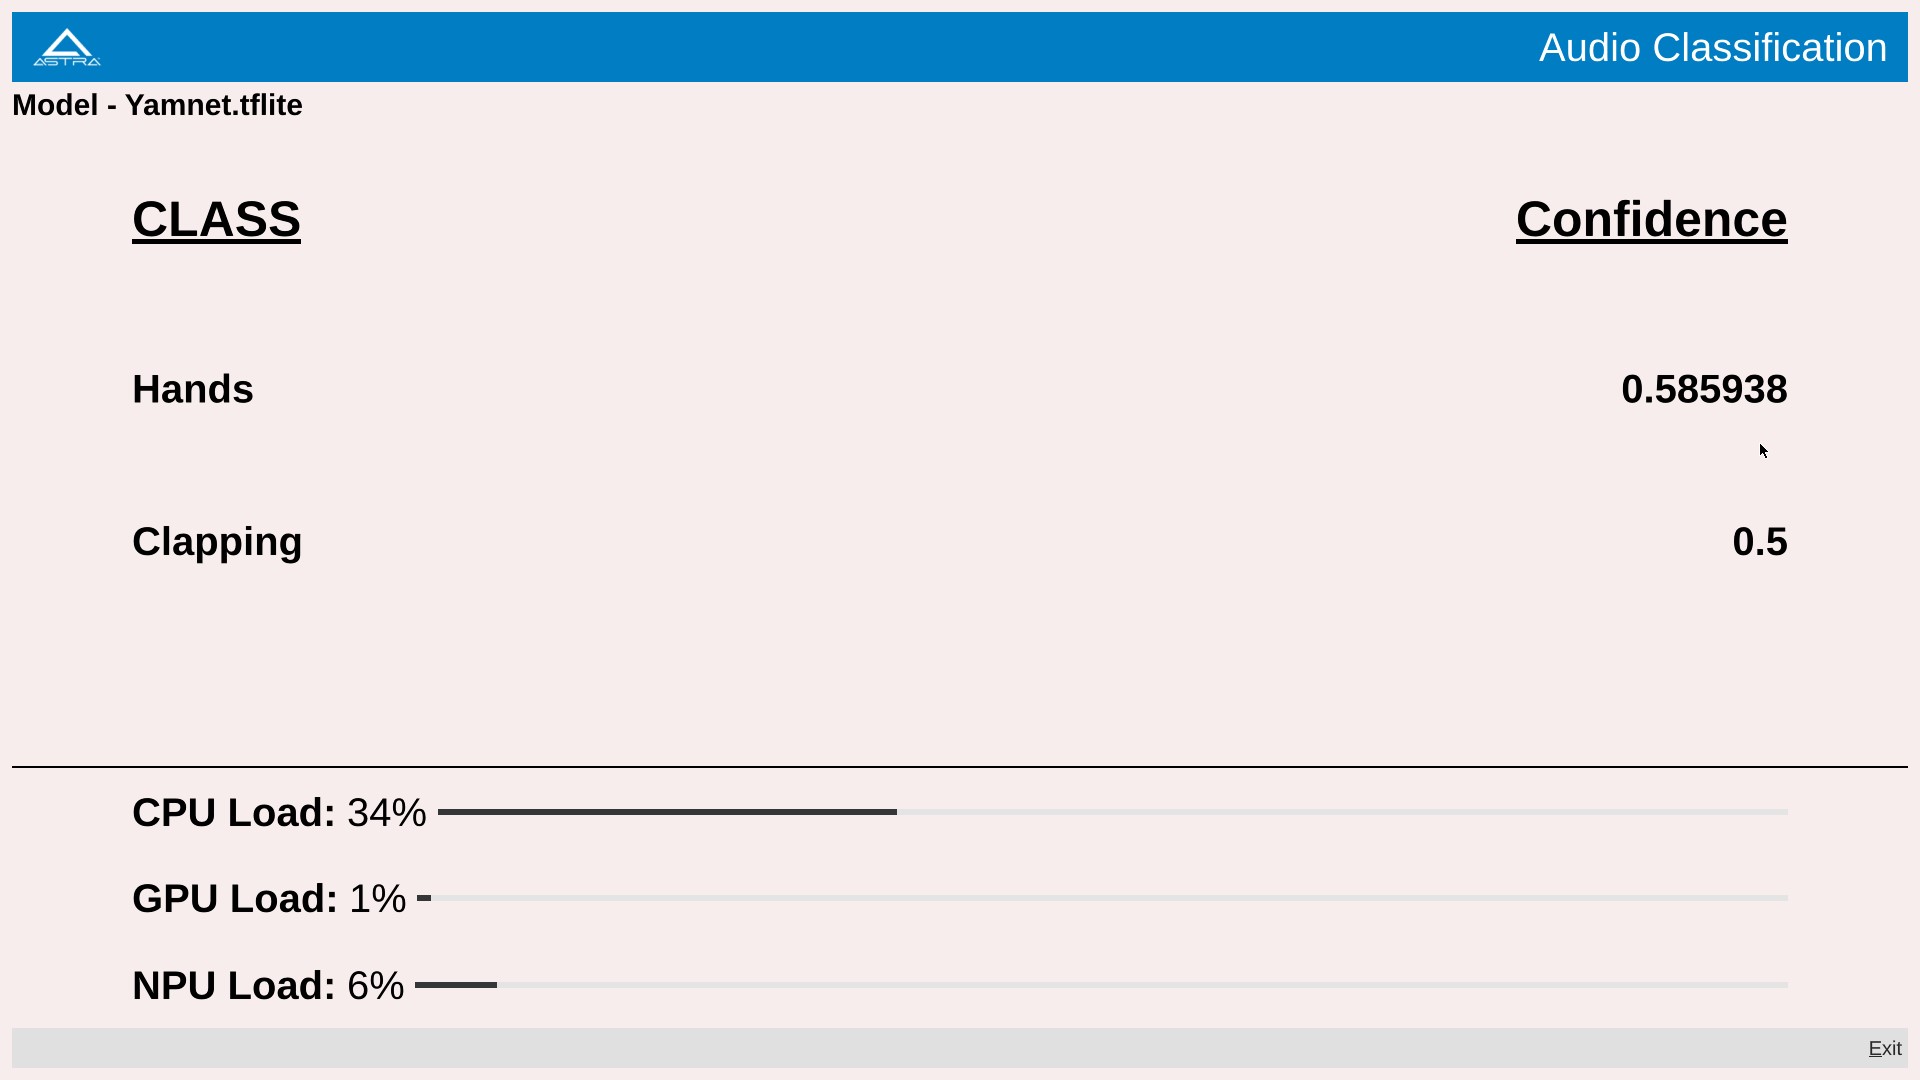 ASTRA
Audio Classification
Model - Yamnet.tflite
CLASS Confidence
Hands 0.585938
Clapping 0.5
CPU Load: 34%
GPU Load: 1%
NPU Load: 6%
Exit